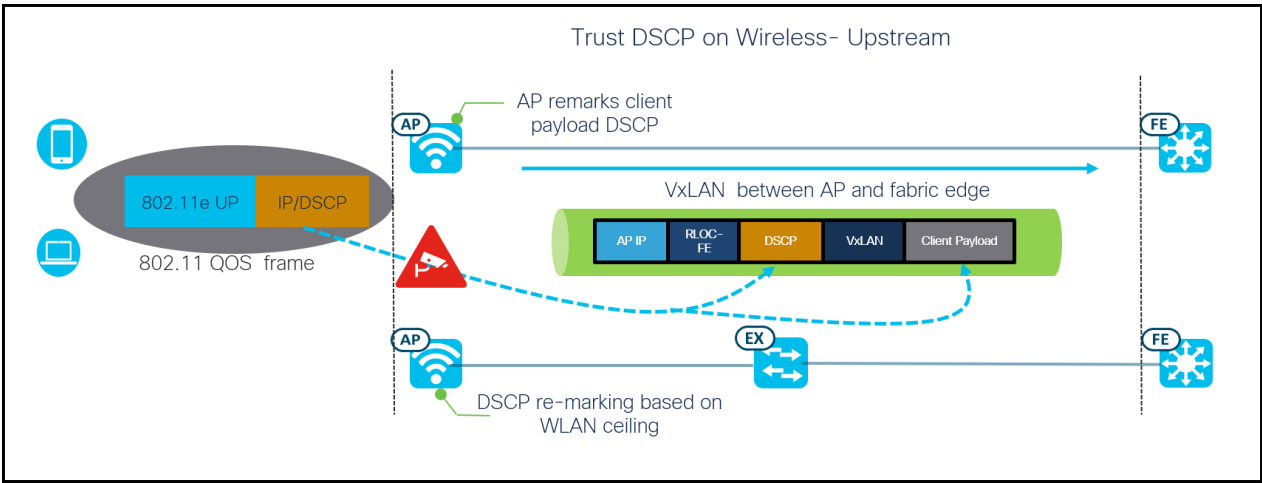 Trust DSCP on Wireless- Upstream
AP remarks client
payload DSCP
AP
FE
802.11e UP
IP/DSCP
802.11 QOS frame
VxLAN between AP and fabric edge
AP IP
RLOC-
FE
DSCP
VxLAN
Client Payload
AP
EX
FE
DSCP re-marking based on
WLAN ceiling